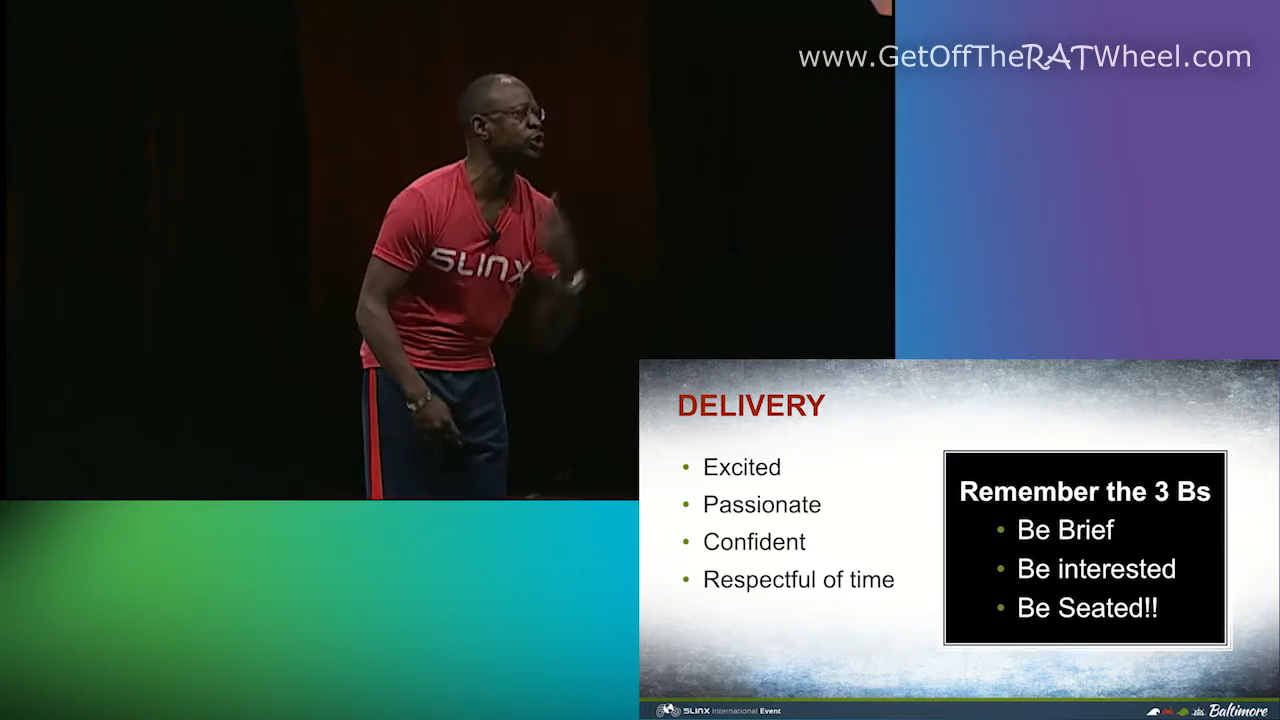 www.GetOffTheRATWheel.com
SLINX
DELIVERY
• Excited
• Passionate
• Confident
• Respectful of time
Remember the 3 Bs
• Be Brief
• Be interested
• Be Seated!!
SLINX International Event
Baltimore